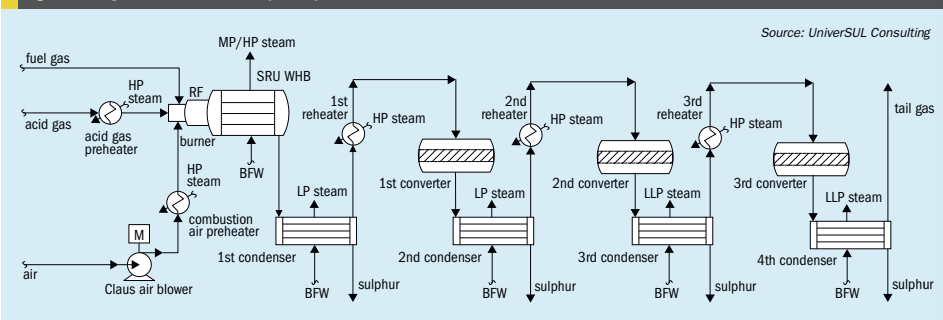 Source: UniverSUL Consulting
fuel gas
MP/HP steam
SRU WHB
HP
steam
RF
acid gas
acid gas
preheater
burner
BFW
HP
steam
combustion
air preheater
M
air
Claus air blower
1st
reheater
HP steam
1st converter
LP steam
1st condenser
BFW
sulphur
2nd
reheater
HP steam
2nd converter
LP steam
2nd condenser
BFW
sulphur
3rd
reheater
HP steam
3rd converter
LLP steam
3rd condenser
BFW
sulphur
tail gas
LLP steam
4th condenser
BFW
sulphur